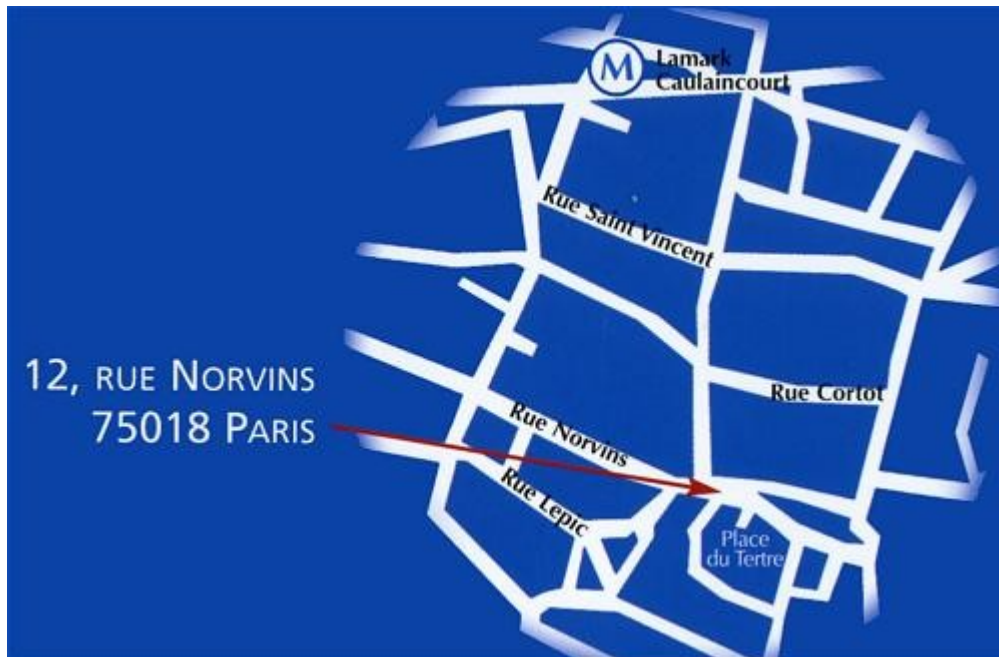 M
Lamark
Caulaincourt
Rue Saint Vincent
12, RUE NORVINS
75018 PARIS
Rue Cortot
Rue Norvins
Rue Lepic
Place
du Tertre